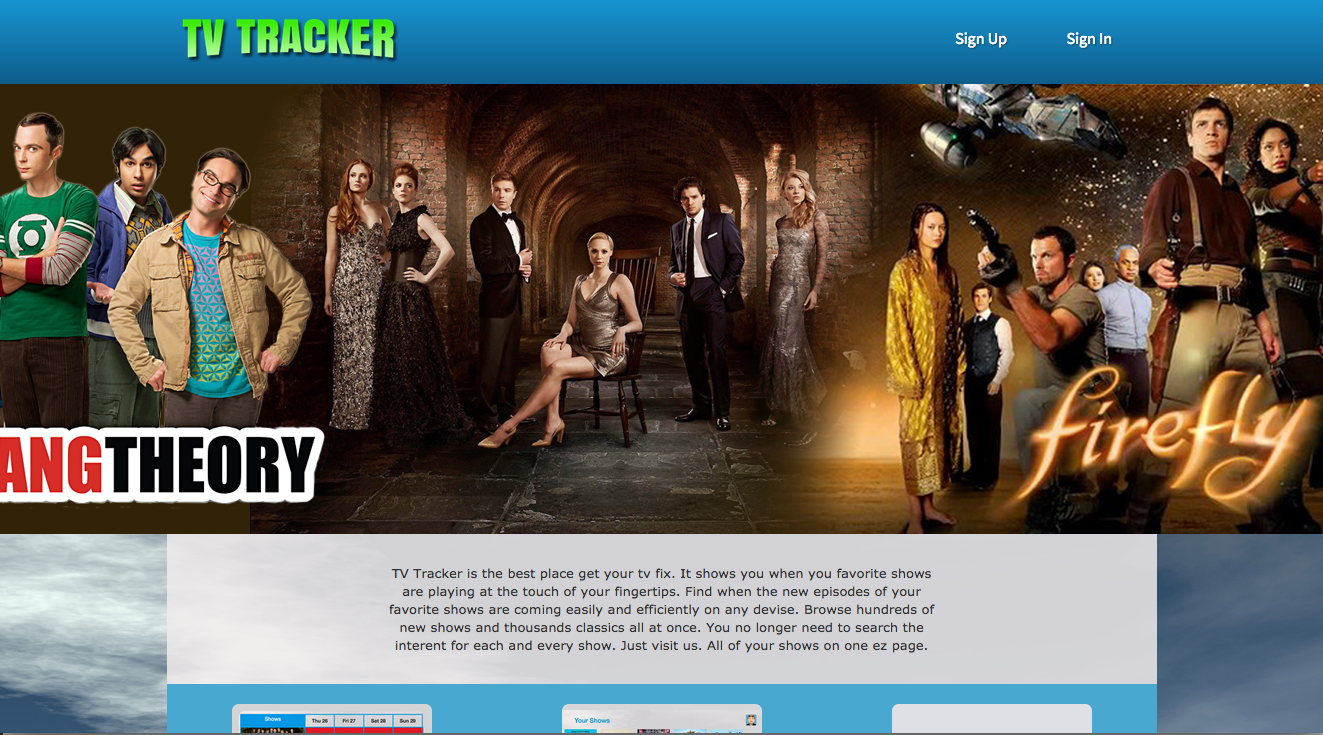 TV TRACKER
Sign Up
Sign In
ANGTHEORY
firefly
TV Tracker is the best place get your tv fix. It shows you when you favorite shows
are playing at the touch of your fingertips. Find when the new episodes of your
favorite shows are coming easily and efficiently on any devise. Browse hundreds of
new shows and thousands classics all at once. You no longer need to search the
interent for each and every show. Just visit us. All of your shows on one ez page.
Shows
Thu 26
Fri 27
Sat 28
Sun 29
Your Shows